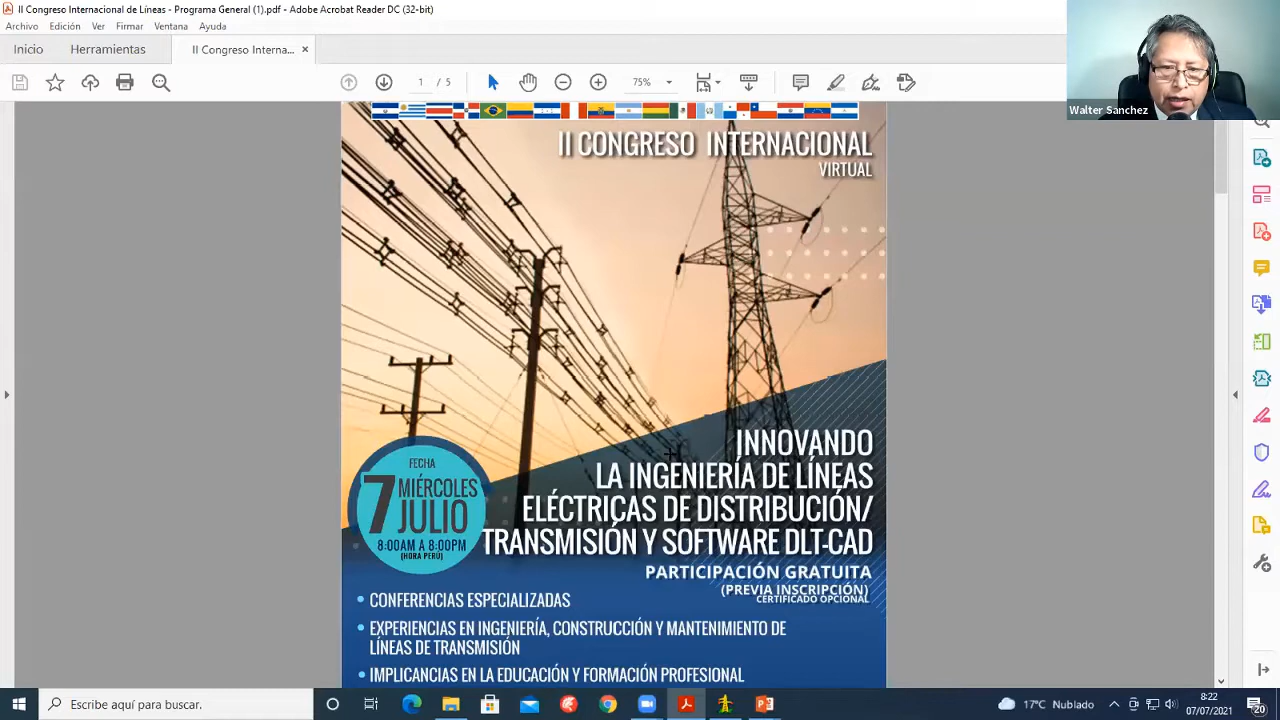 II Congreso Internacional de Líneas - Programa General (1).pdf - Adobe Acrobat Reader DC (32-bit)
Archivo Edición Ver Firmar Ventana Ayuda
Inicio Herramientas II Congreso Interna... ×
1 / 5 75%
Walter Sanchez
II CONGRESO INTERNACIONAL
VIRTUAL
INNOVANDO
LA INGENIERÍA DE LÍNEAS
ELÉCTRICAS DE DISTRIBUCIÓN/
TRANSMISIÓN Y SOFTWARE DLT-CAD
PARTICIPACIÓN GRATUITA
(PREVIA INSCRIPCIÓN)
CERTIFICADO OPCIONAL
FECHA
7 MIÉRCOLES
JULIO
8:00AM A 8:00PM
(HORA PERÚ)
• CONFERENCIAS ESPECIALIZADAS
• EXPERIENCIAS EN INGENIERÍA, CONSTRUCCIÓN Y MANTENIMIENTO DE
LÍNEAS DE TRANSMISIÓN
• IMPLICANCIAS EN LA EDUCACIÓN Y FORMACIÓN PROFESIONAL
Escribe aquí para buscar.
17°C Nublado
8:22
07/07/2021
20